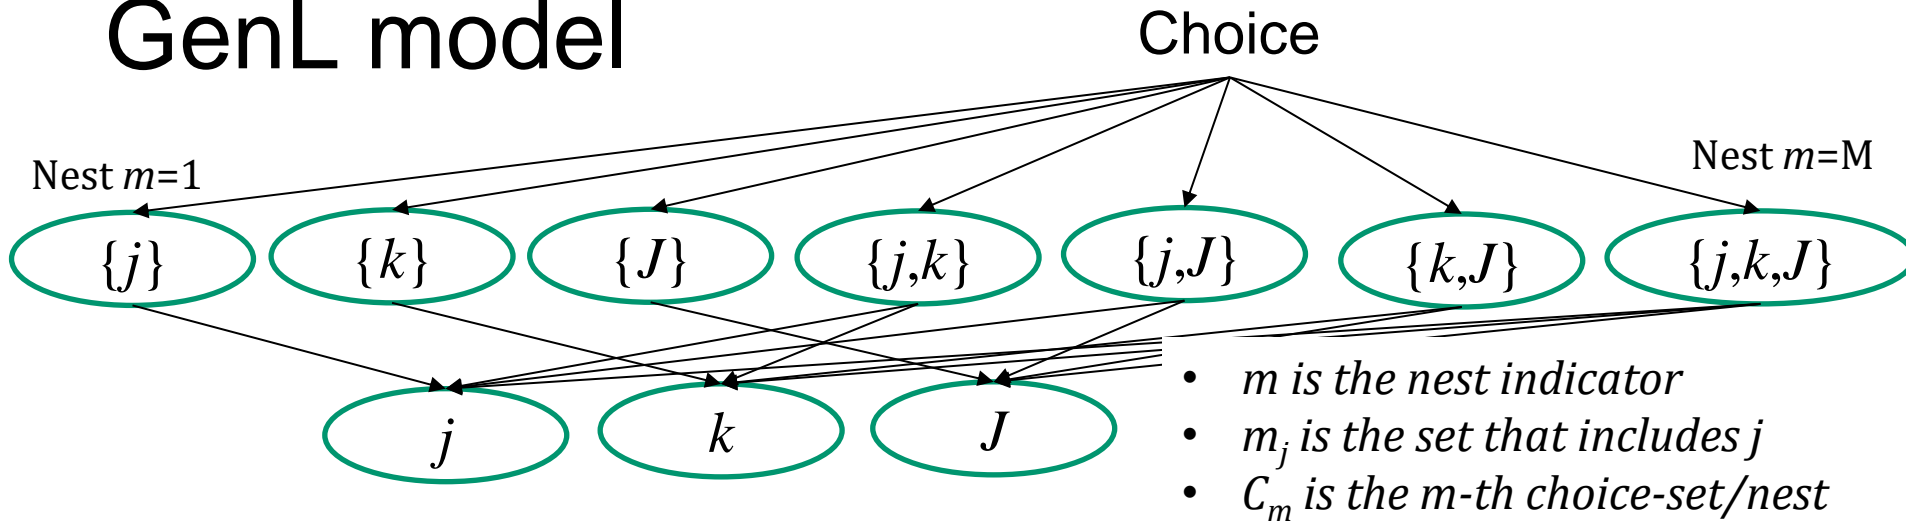 GenL model
Choice
Nest m=1
Nest m=M
{j}
{k}
{J}
{j,k}
{j,J}
{k,J}
{j,k,J}
j
k
J
• m is the nest indicator
• mj is the set that includes j
• Cm is the m-th choice-set/nest